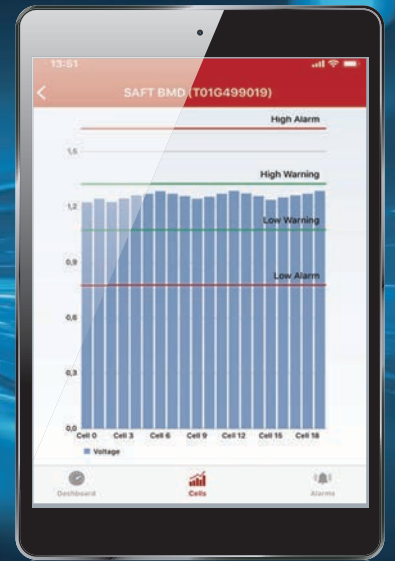 13:51
SAFT BMD (T01G499019)
High Alarm
1,5
High Warning
1,2
Low Warning
0,9
Low Alarm
0,6
0,3
0,0
Cell 0 Cell 3 Cell 6 Cell 9 Cell 12 Cell 15 Cell 18
Voltage
Dashboard Cells Alarms